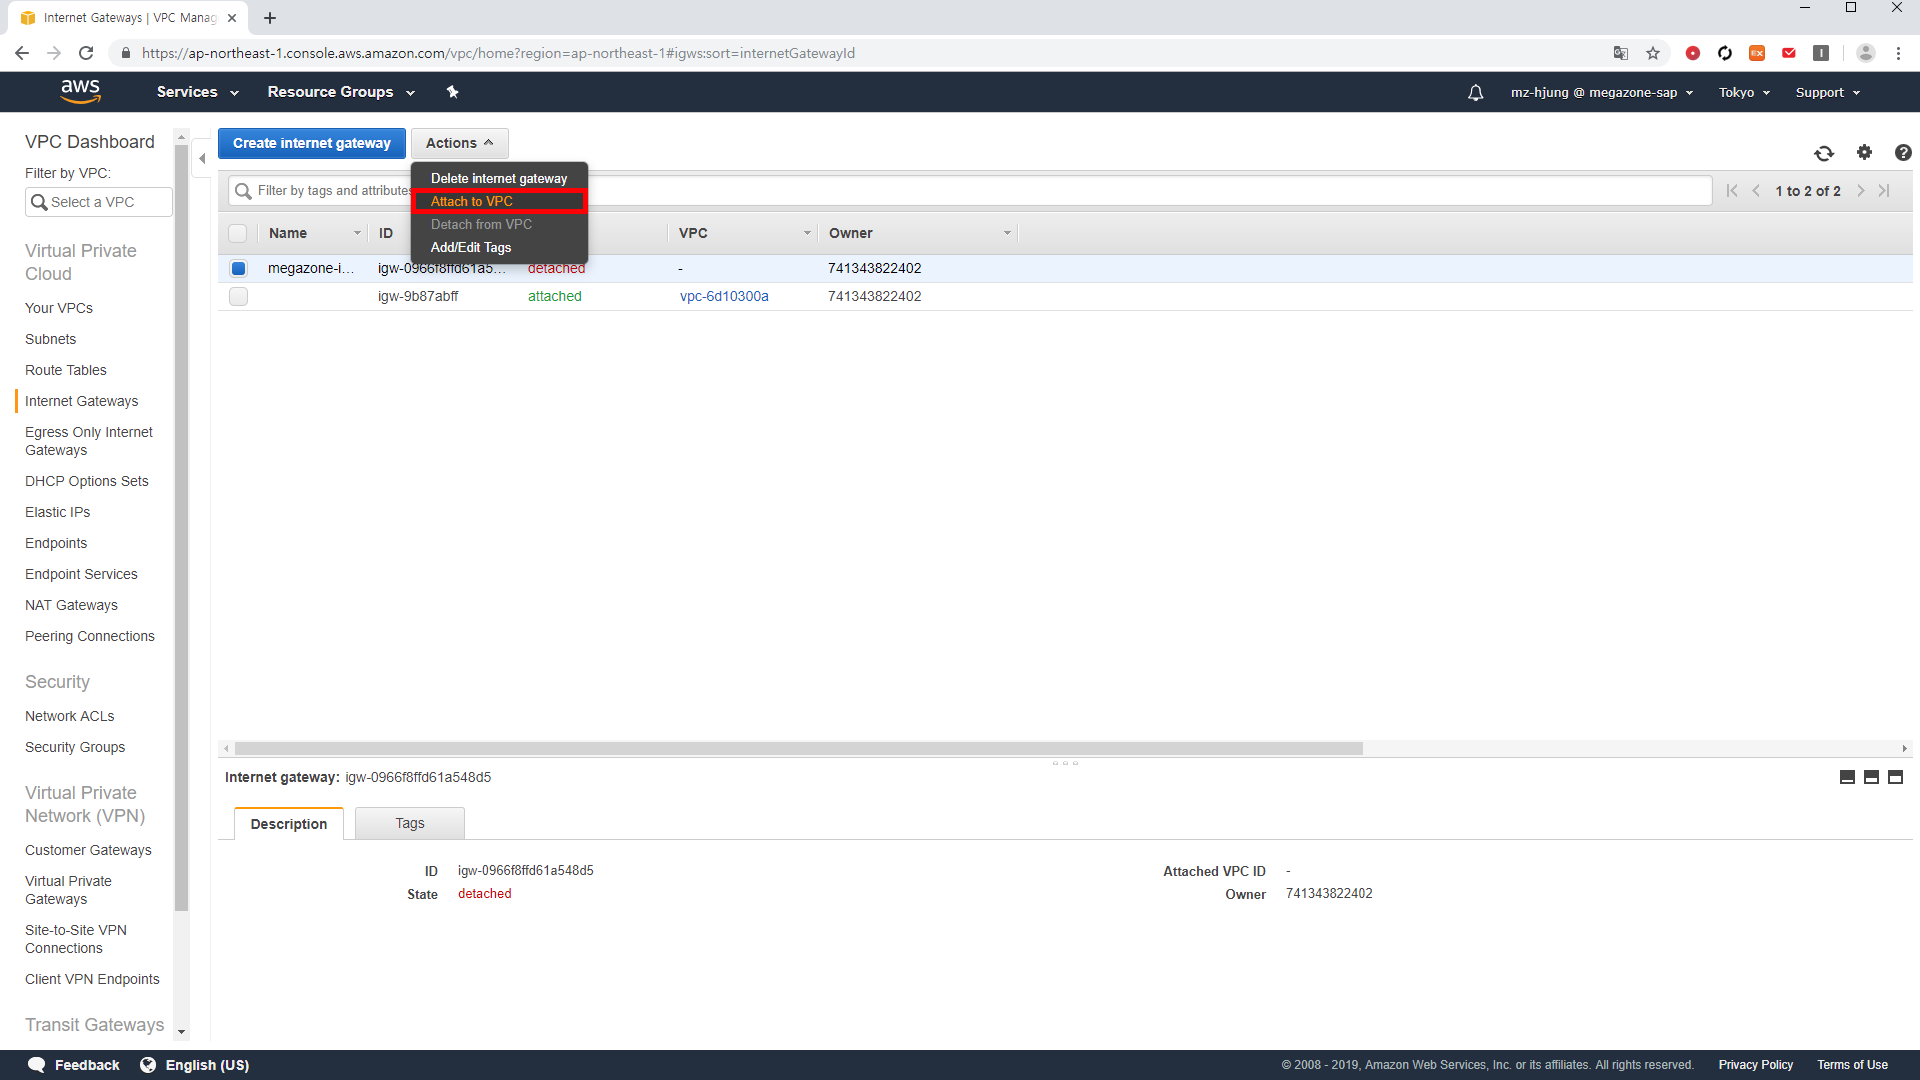 Internet Gateways | VPC Manag
https://ap-northeast-1.console.aws.amazon.com/vpc/home?region=ap-northeast-1#igws:sort=internetGatewayId
aws
Services
Resource Groups
mz-hjung @ megazone-sap
Tokyo
Support
VPC Dashboard
Filter by VPC:
Select a VPC
Virtual Private
Cloud
Your VPCs
Subnets
Route Tables
Internet Gateways
Egress Only Internet
Gateways
DHCP Options Sets
Elastic IPs
Endpoints
Endpoint Services
NAT Gateways
Peering Connections
Security
Network ACLs
Security Groups
Virtual Private
Network (VPN)
Customer Gateways
Virtual Private
Gateways
Site-to-Site VPN
Connections
Client VPN Endpoints
Transit Gateways
Create internet gateway
Actions
Delete internet gateway
Attach to VPC
Detach from VPC
Add/Edit Tags
Filter by tags and attributes
1 to 2 of 2
Name ID VPC Owner
megazone-i... igw-0966f8ffd61a5... detached - 741343822402
igw-9b87abff attached vpc-6d10300a 741343822402
Internet gateway: igw-0966f8ffd61a548d5
Description
Tags
ID igw-0966f8ffd61a548d5
Attached VPC ID -
State detached
Owner 741343822402
Feedback
English (US)
© 2008 - 2019, Amazon Web Services, Inc. or its affiliates. All rights reserved.
Privacy Policy
Terms of Use